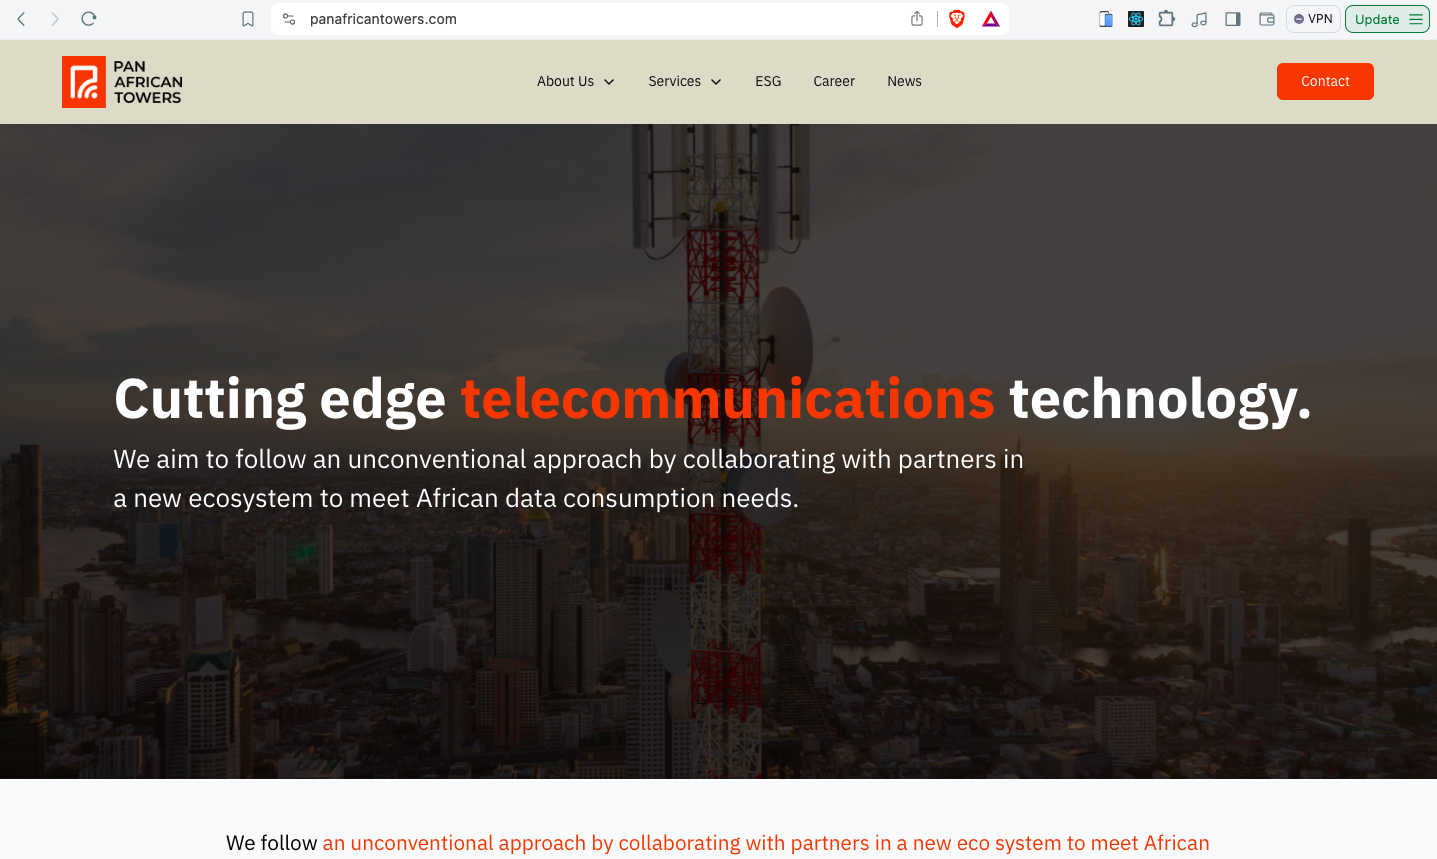 panafricantowers.com
VPN
Update
PAN
AFRICAN
TOWERS
About Us
Services
ESG
Career
News
Contact
Cutting edge telecommunications technology.
We aim to follow an unconventional approach by collaborating with partners in
a new ecosystem to meet African data consumption needs.
We follow an unconventional approach by collaborating with partners in a new eco system to meet African